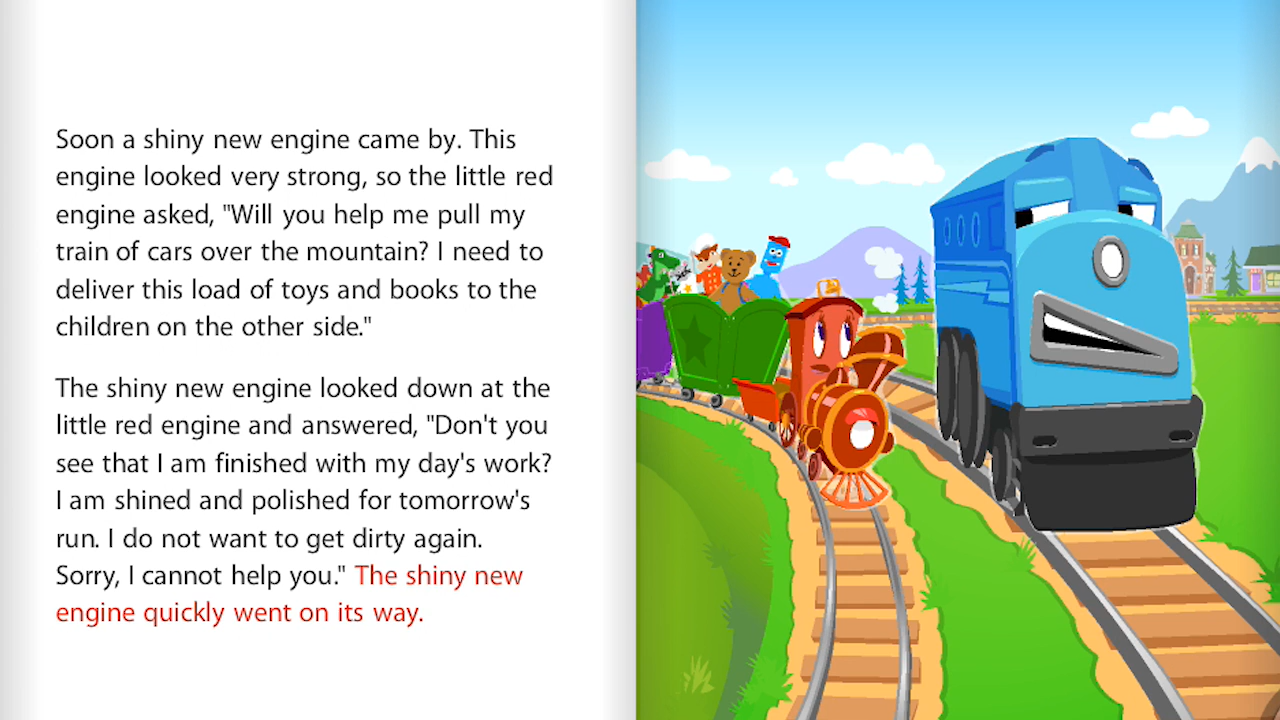 Soon a shiny new engine came by. This
engine looked very strong, so the little red
engine asked, "Will you help me pull my
train of cars over the mountain? I need to
deliver this load of toys and books to the
children on the other side."
The shiny new engine looked down at the
little red engine and answered, "Don't you
see that I am finished with my day's work?
I am shined and polished for tomorrow's
run. I do not want to get dirty again.
Sorry, I cannot help you." The shiny new
engine quickly went on its way.